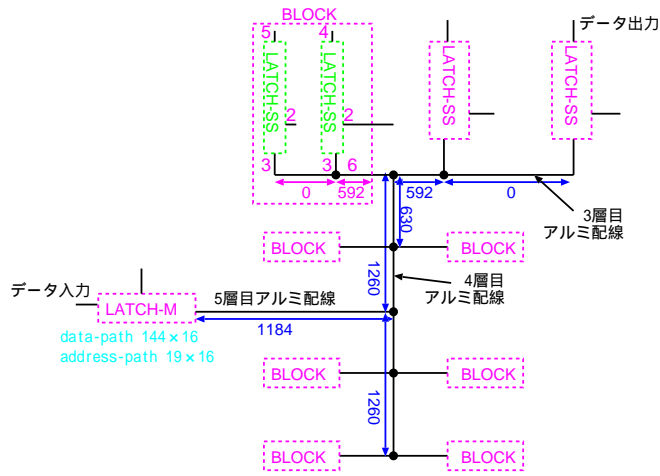 BLOCK
データ出力
5
4
LATCH-SS
LATCH-SS
LATCH-SS
LATCH-SS
2
2
3
3
6
0
592
592
0
630
3層目
アルミ配線
BLOCK
BLOCK
1260
4層目
アルミ配線
データ入力
5層目アルミ配線
LATCH-M
1184
data-path 144×16
address-path 19×16
BLOCK
BLOCK
1260
BLOCK
BLOCK